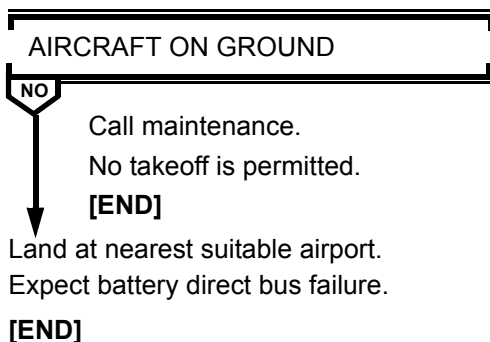 AIRCRAFT ON GROUND
NO
Call maintenance.
No takeoff is permitted.
[END]
Land at nearest suitable airport.
Expect battery direct bus failure.
[END]